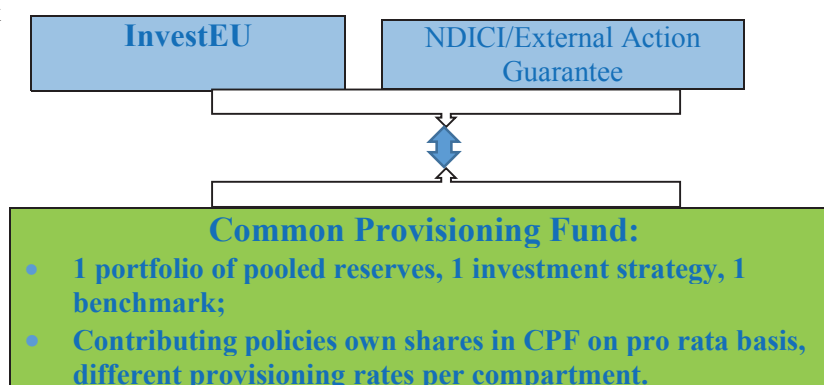 InvestEU
NDICI/External Action
Guarantee
Common Provisioning Fund:
• 1 portfolio of pooled reserves, 1 investment strategy, 1
benchmark;
• Contributing policies own shares in CPF on pro rata basis,
different provisioning rates per compartment.